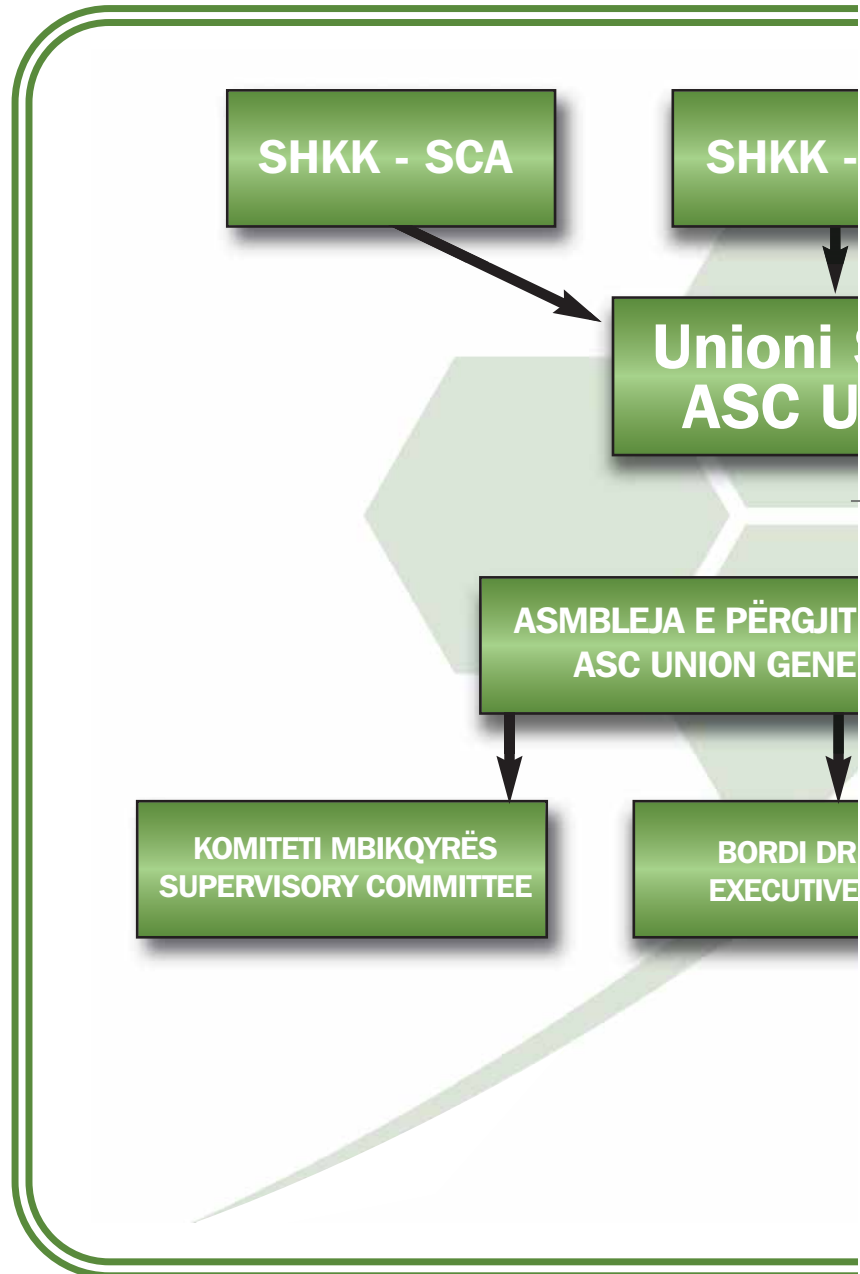 SHKK - SCA
SHKK -
Unioni
ASC U
ASMBLEJA E PËRGJIT
ASC UNION GENE
KOMITETI MBIKQYRËS
SUPERVISORY COMMITTEE
BORDI DR
EXECUTIVE